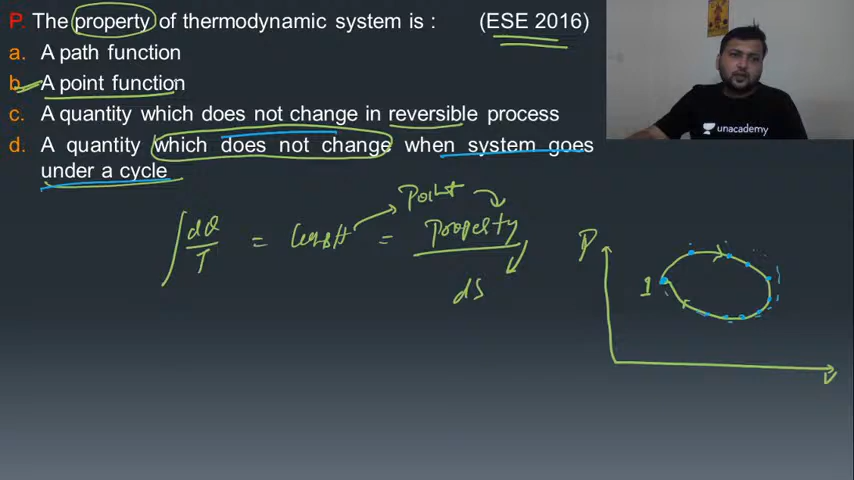 P. The property of thermodynamic system is : (ESE 2016)
a. A path function
b. A point function
c. A quantity which does not change in reversible process
d. A quantity which does not change when system goes
under a cycle
unacademy
Point
∫ dQ/T = Const = Property
dS
P
1
V